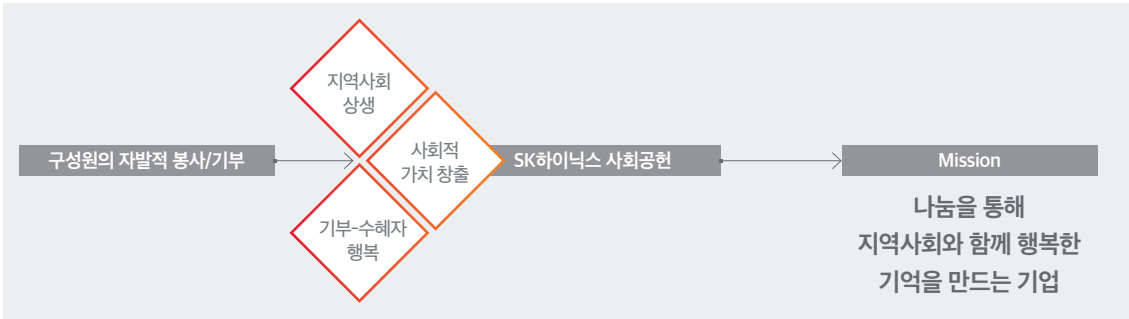 구성원의 자발적 봉사/기부
지역사회
상생
사회적
가치 창출
기부-수혜자
행복
SK하이닉스 사회공헌
Mission
나눔을 통해
지역사회와 함께 행복한
기억을 만드는 기업